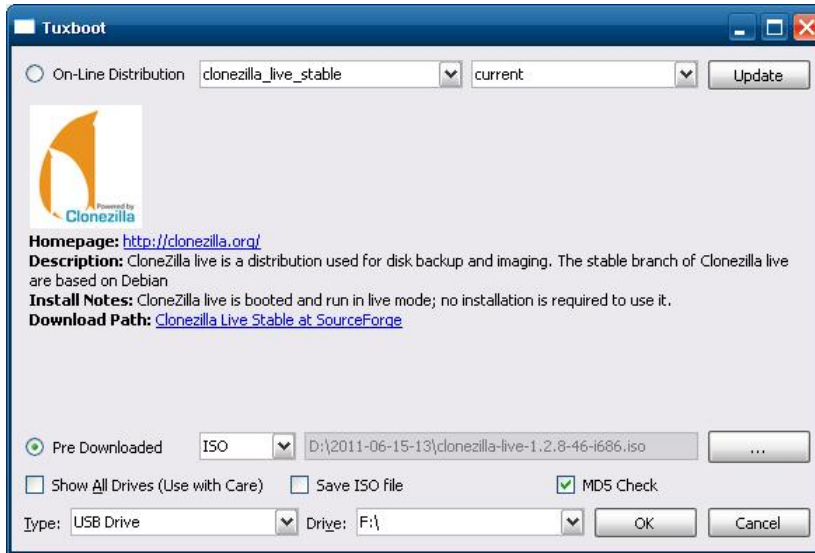 Tuxboot
On-Line Distribution clonezilla_live_stable current Update
Powered by
Clonezilla
Homepage: http://clonezilla.org/
Description: CloneZilla live is a distribution used for disk backup and imaging. The stable branch of Clonezilla live
are based on Debian
Install Notes: CloneZilla live is booted and run in live mode; no installation is required to use it.
Download Path: Clonezilla Live Stable at SourceForge
Pre Downloaded ISO D:\2011-06-15-13\clonezilla-live-1.2.8-46-i686.iso ...
Show All Drives (Use with Care) Save ISO file MD5 Check
Type: USB Drive Drive: F:\ OK Cancel